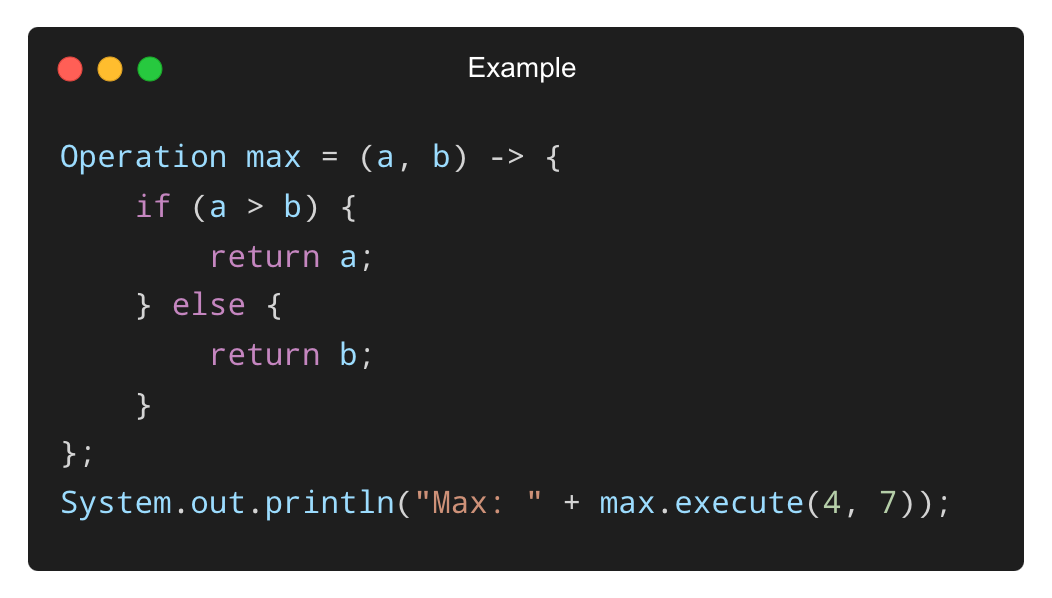 Example
Operation max = (a, b) -> {
    if (a > b) {
        return a;
    } else {
        return b;
    }
};
System.out.println("Max: " + max.execute(4, 7));